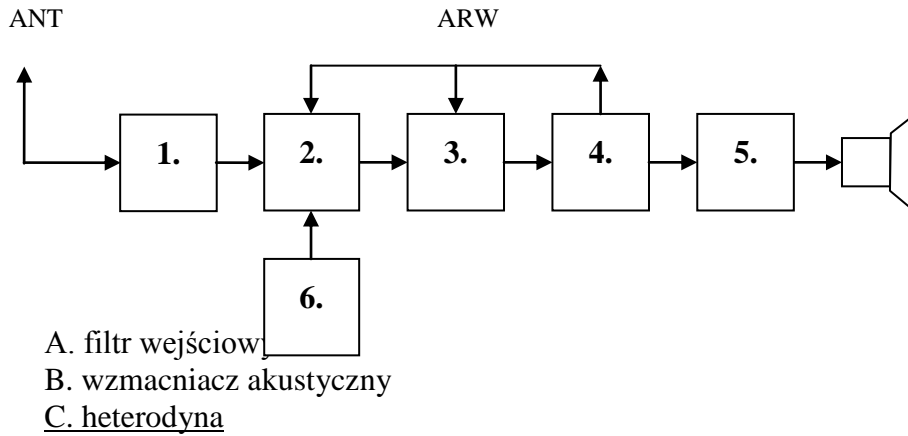 ANT ARW
1. 2. 3. 4. 5.
6.
A. filtr wejściowy
B. wzmacniacz akustyczny
C. heterodyna